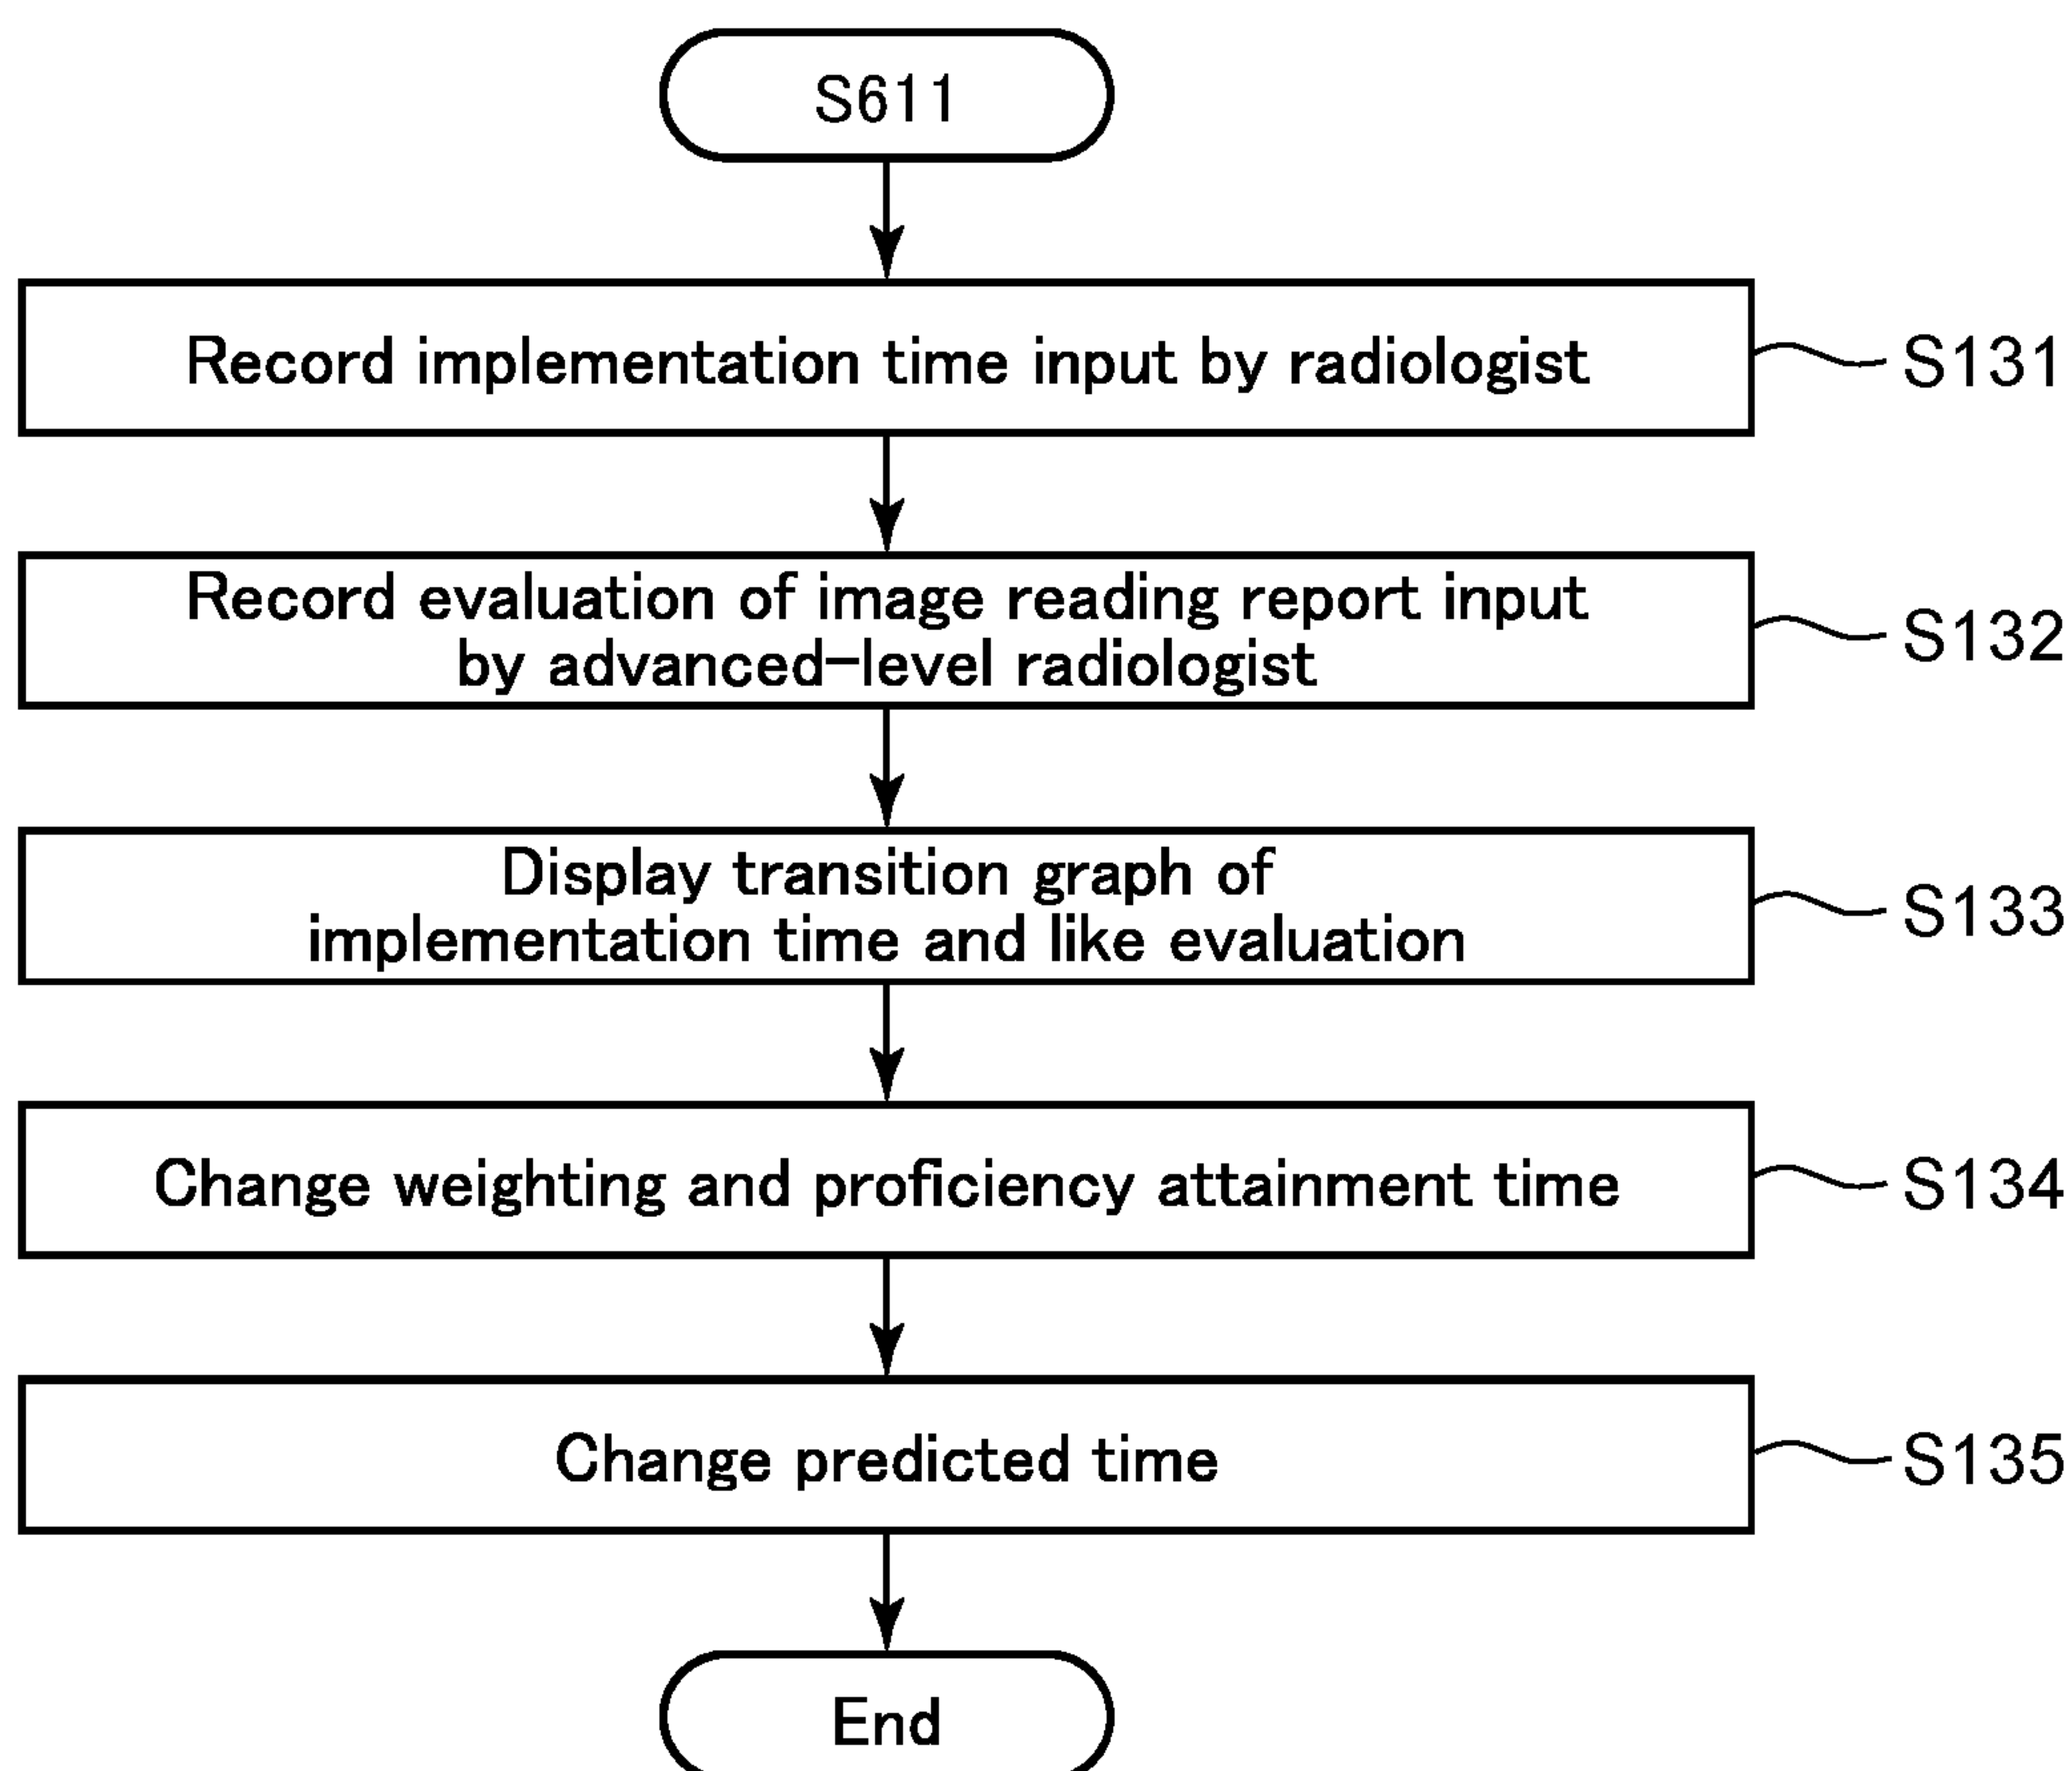 S611
Record implementation time input by radiologist
S131
Record evaluation of image reading report input
by advanced-level radiologist
S132
Display transition graph of
implementation time and like evaluation
S133
Change weighting and proficiency attainment time
S134
Change predicted time
S135
End